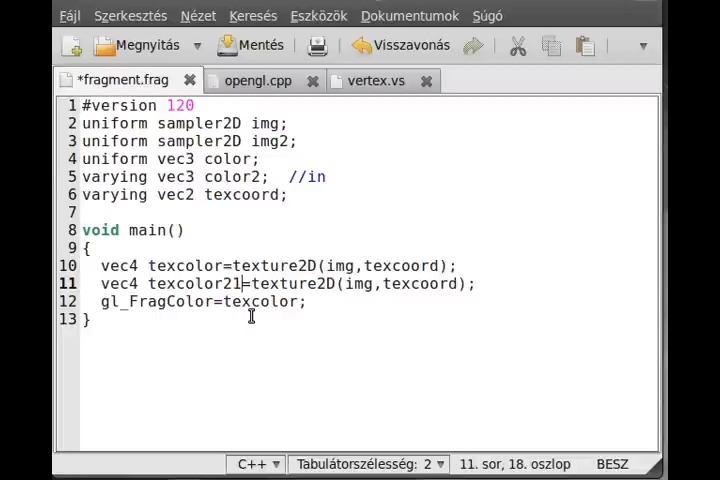 Fájl Szerkesztés Nézet Keresés Eszközök Dokumentumok Súgó
Megnyitás Mentés Visszavonás
*fragment.frag opengl.cpp vertex.vs
1 #version 120
2 uniform sampler2D img;
3 uniform sampler2D img2;
4 uniform vec3 color;
5 varying vec3 color2;  //in
6 varying vec2 texcoord;
7
8 void main()
9 {
10   vec4 texcolor=texture2D(img,texcoord);
11   vec4 texcolor21=texture2D(img,texcoord);
12   gl_FragColor=texcolor;
13 }
C++ Tabulátorszélesség: 2 11. sor, 18. oszlop BESZ